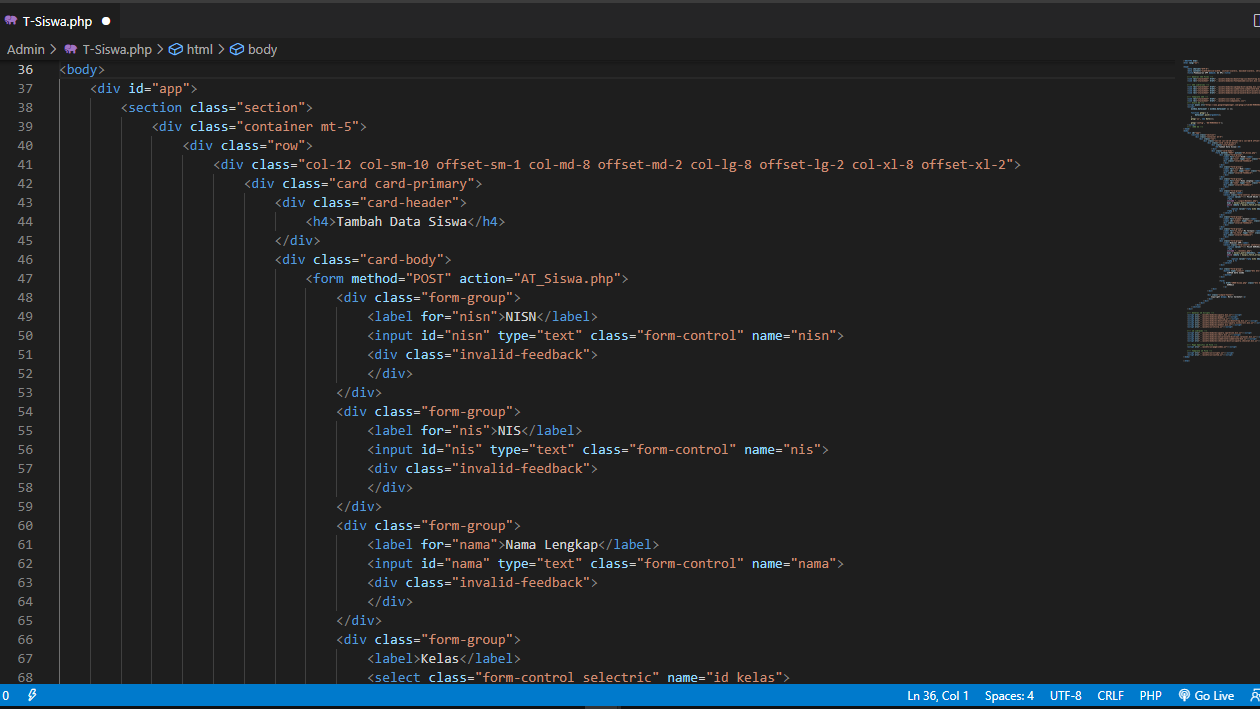 T-Siswa.php
Admin > T-Siswa.php > html > body
36 <body>
37 <div id="app">
38 <section class="section">
39 <div class="container mt-5">
40 <div class="row">
41 <div class="col-12 col-sm-10 offset-sm-1 col-md-8 offset-md-2 col-lg-8 offset-lg-2 col-xl-8 offset-xl-2">
42 <div class="card card-primary">
43 <div class="card-header">
44 <h4>Tambah Data Siswa</h4>
45 </div>
46 <div class="card-body">
47 <form method="POST" action="AT_Siswa.php">
48 <div class="form-group">
49 <label for="nisn">NISN</label>
50 <input id="nisn" type="text" class="form-control" name="nisn">
51 <div class="invalid-feedback">
52 </div>
53 </div>
54 <div class="form-group">
55 <label for="nis">NIS</label>
56 <input id="nis" type="text" class="form-control" name="nis">
57 <div class="invalid-feedback">
58 </div>
59 </div>
60 <div class="form-group">
61 <label for="nama">Nama Lengkap</label>
62 <input id="nama" type="text" class="form-control" name="nama">
63 <div class="invalid-feedback">
64 </div>
65 </div>
66 <div class="form-group">
67 <label>Kelas</label>
68 <select class="form-control selectric" name="id_kelas">
0 Ln 36, Col 1 Spaces: 4 UTF-8 CRLF PHP Go Live